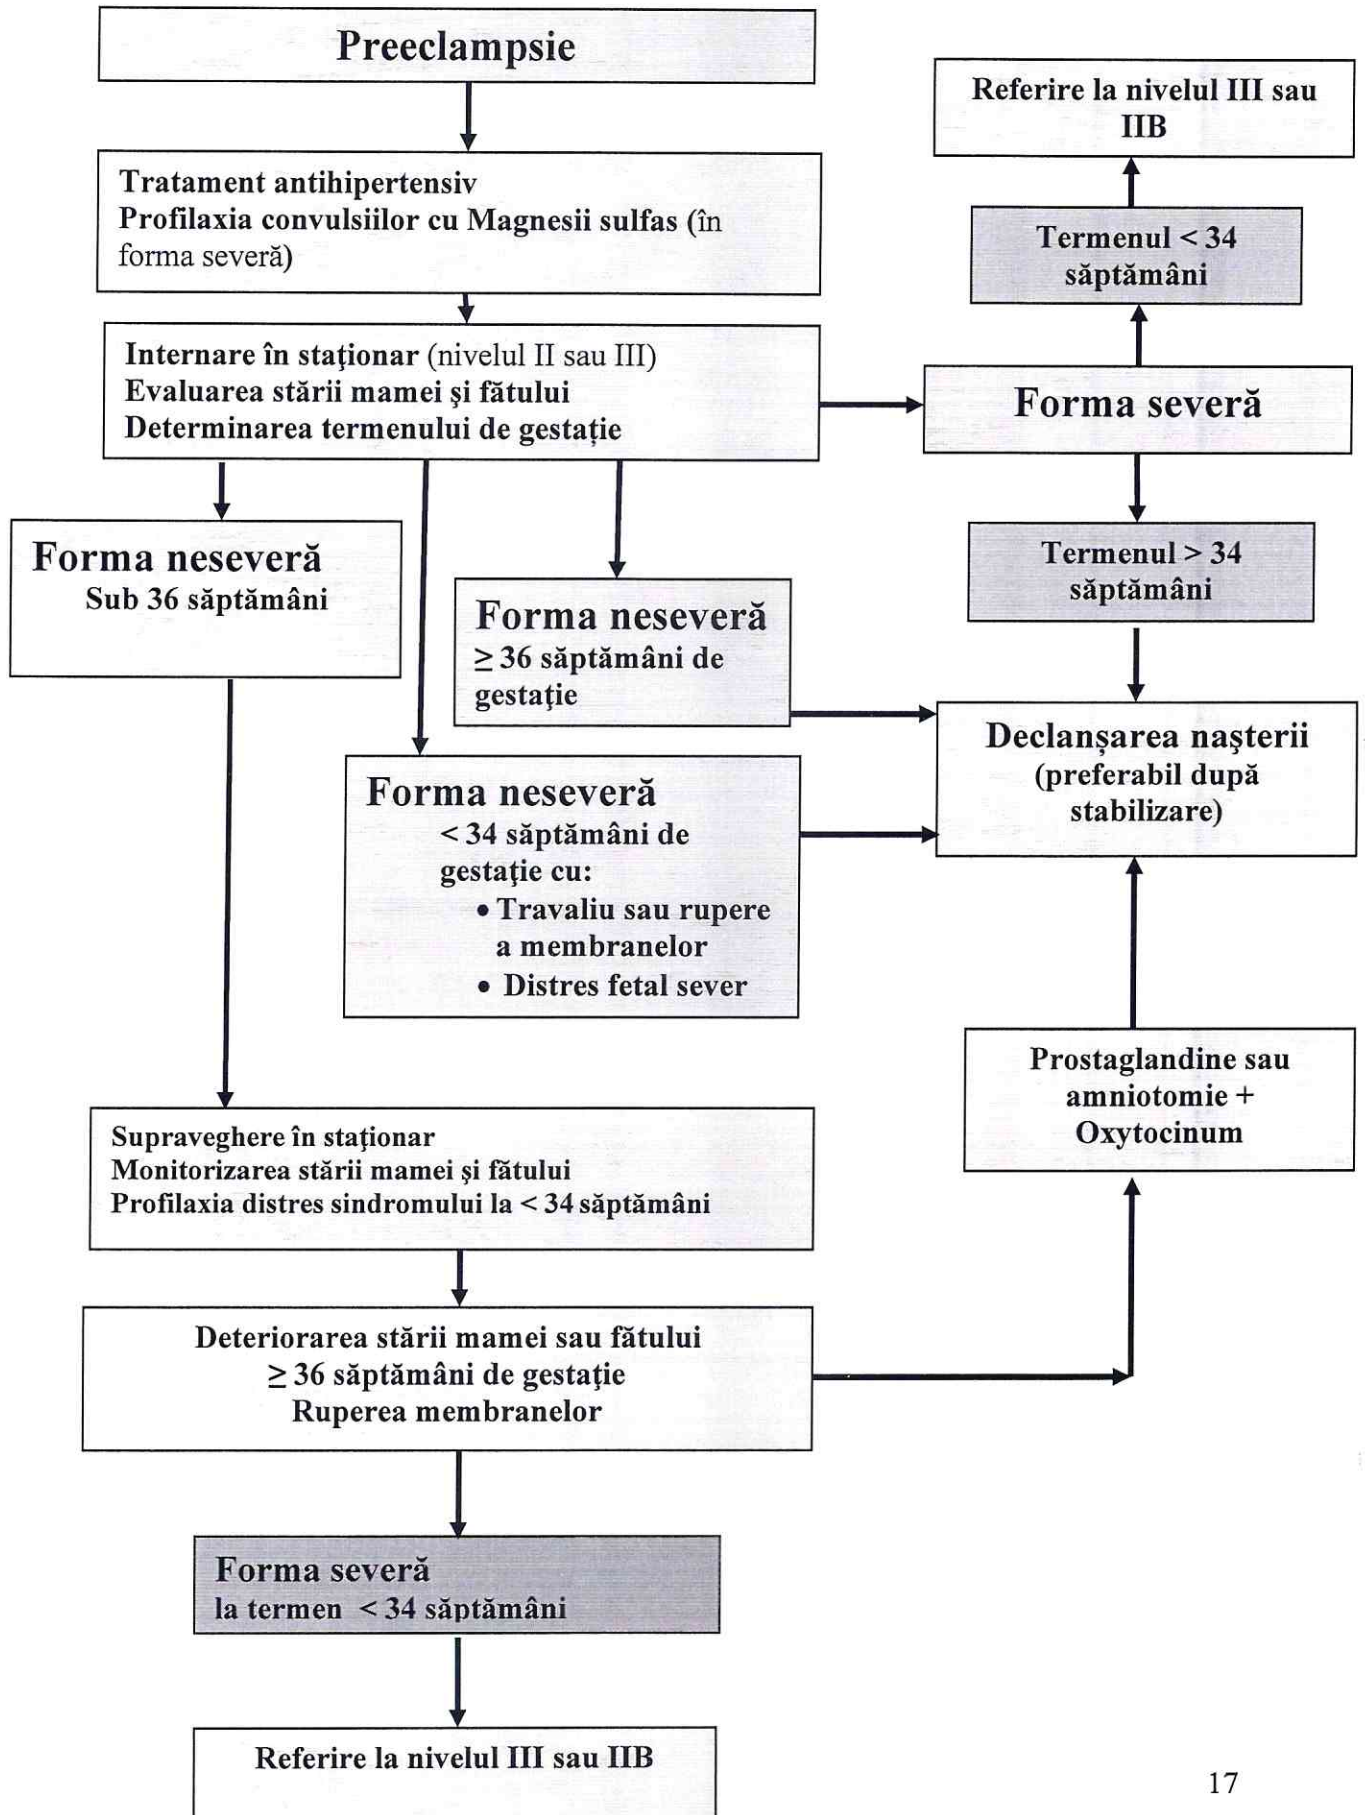 Preeclampsie
Tratament antihipertensiv
Profilaxia convulsiilor cu Magnesii sulfas (în
forma severă)
Internare în staţionar (nivelul II sau III)
Evaluarea stării mamei şi fătului
Determinarea termenului de gestație
Referire la nivelul III sau
IIB
Termenul < 34
săptămâni
Forma severă
Termenul > 34
săptămâni
Forma neseveră
Sub 36 săptămâni
Forma neseveră
≥ 36 săptămâni de
gestaţie
Forma neseveră
< 34 săptămâni de
gestaţie cu:
• Travaliu sau rupere
a membranelor
• Distres fetal sever
Declanșarea naşterii
(preferabil după
stabilizare)
Prostaglandine sau
amniotomie +
Oxytocinum
Supraveghere în staţionar
Monitorizarea stării mamei şi fătului
Profilaxia distres sindromului la < 34 săptămâni
Deteriorarea stării mamei sau fătului
≥ 36 săptămâni de gestaţie
Ruperea membranelor
Forma severă
la termen < 34 săptămâni
Referire la nivelul III sau IIB
17